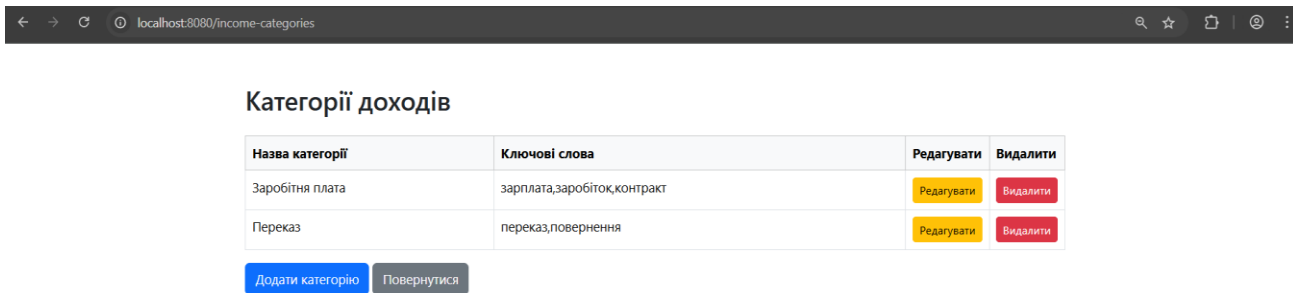 localhost:8080/income-categories
Категорії доходів
Назва категорії Ключові слова Редагувати Видалити
Заробітня плата зарплата,заробіток,контракт Редагувати Видалити
Переказ переказ,повернення Редагувати Видалити
Додати категорію Повернутися